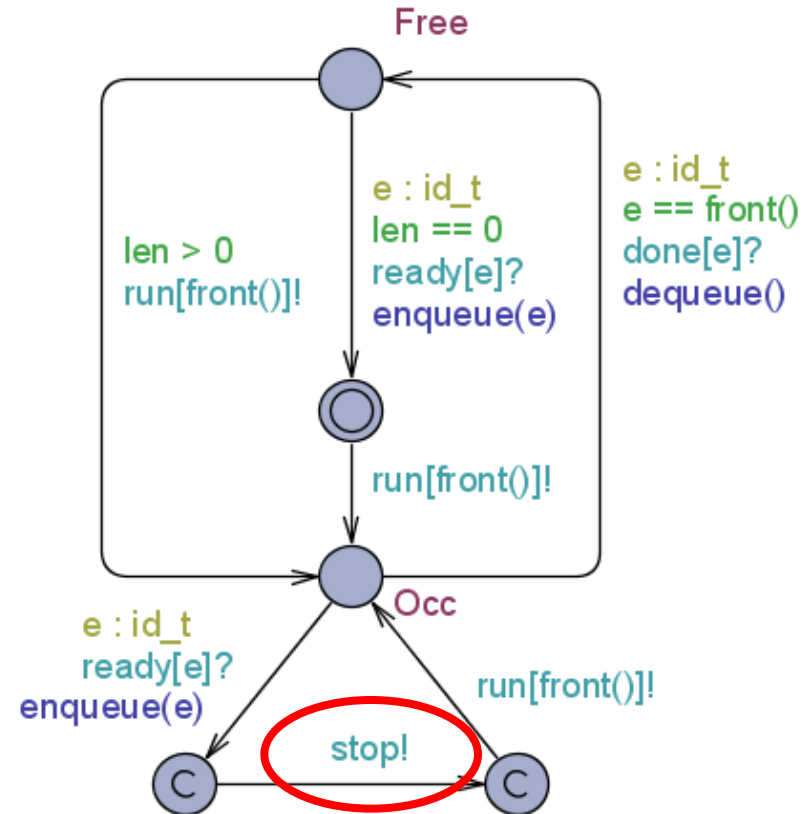 Free
len > 0
run[front()]!
e : id_t
len == 0
ready[e]?
enqueue(e)
e : id_t
e == front()
done[e]?
dequeue()
run[front()]!
Occ
e : id_t
ready[e]?
enqueue(e)
stop!
run[front()]!
C
C